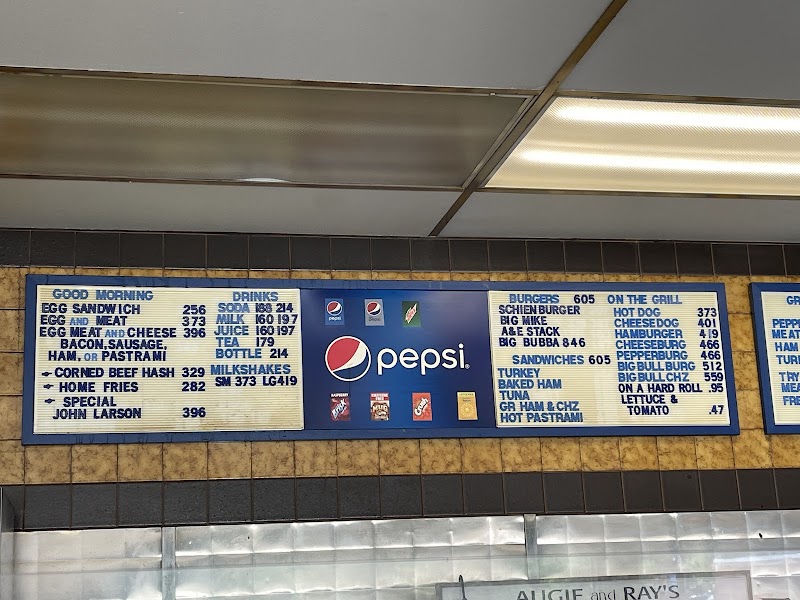 GOOD MORNING
EGG SANDWICH 256
EGG AND MEAT 373
EGG MEAT AND CHEESE 396
BACON, SAUSAGE,
HAM, OR PASTRAMI
CORNED BEEF HASH 329
HOME FRIES 282
SPECIAL
JOHN LARSON 396
DRINKS
SODA 188 214
MILK 160 197
JUICE 160 197
TEA 179
BOTTLE 214
MILKSHAKES
SM 373 LG 419
pepsi
BURGERS 605
SCHIENBURGER
BIG MIKE
A&E STACK
BIG BUBBA 846
SANDWICHES 605
TURKEY
BAKED HAM
TUNA
GR HAM & CHZ
HOT PASTRAMI
ON THE GRILL
HOT DOG 373
CHEESEDOG 401
HAMBURGER 419
CHEESEBURG 466
PEPPERBURG 466
BIG BULL BURG 512
BIG BULL CHZ 559
ON A HARD ROLL .95
LETTUCE &
TOMATO .47
AUGIE and RAY'S